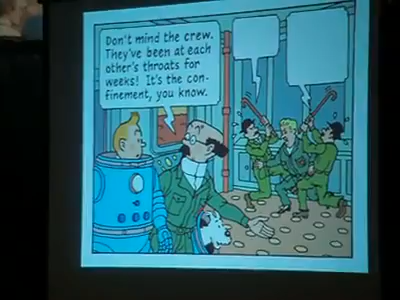 Don't mind the crew.
They've been at each
other's throats for
weeks! It's the con-
finement, you know.